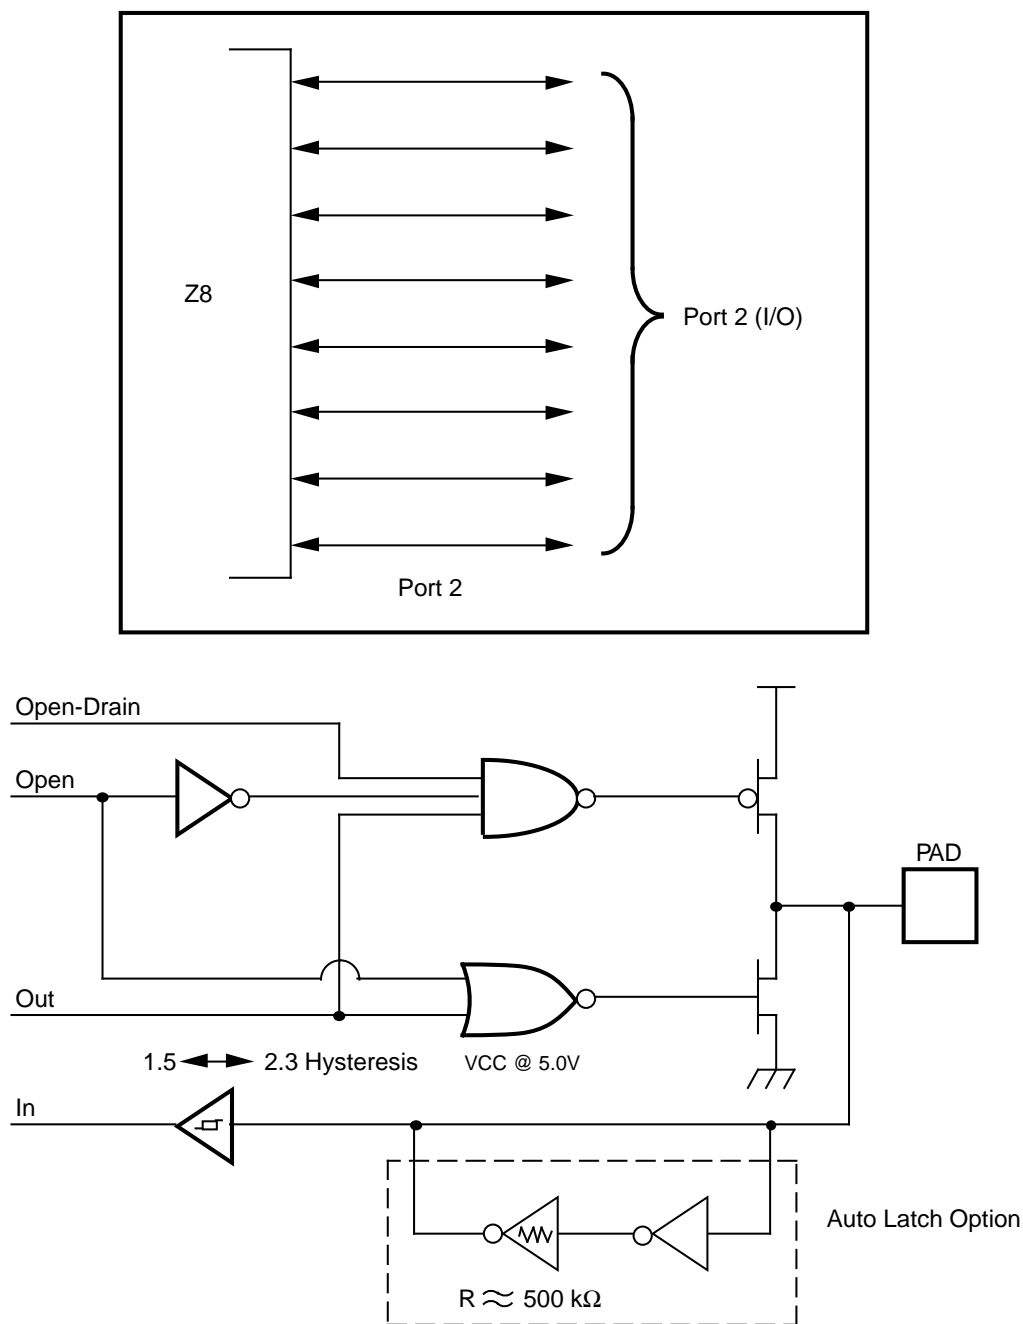 Z8
Port 2 (I/O)
Port 2
Open-Drain
Open
PAD
Out
1.5 2.3 Hysteresis VCC @ 5.0V
In
Auto Latch Option
R ≈ 500 kΩ